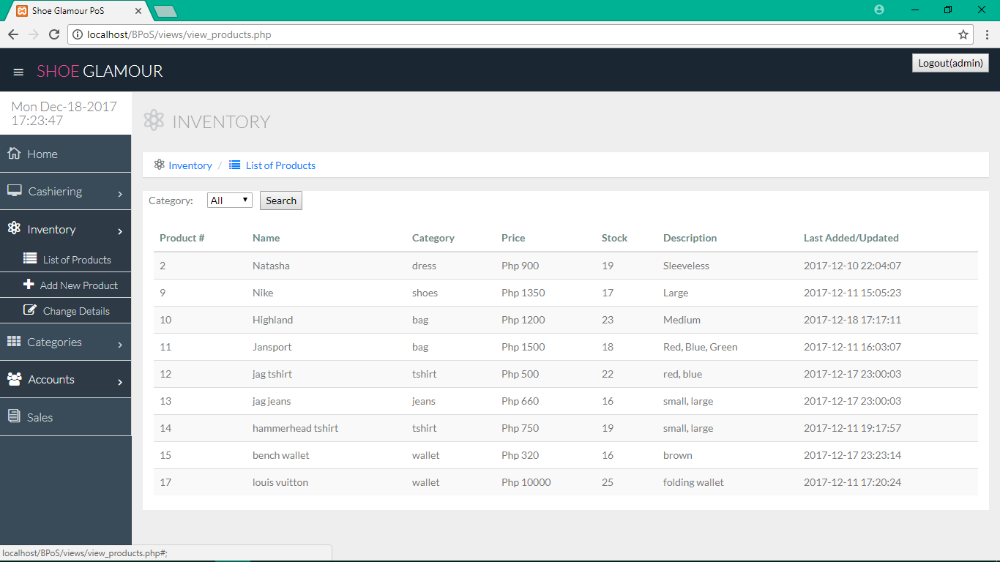 Shoe Glamour PoS
localhost/BPoS/views/view_products.php
SHOE GLAMOUR
Logout(admin)
Mon Dec-18-2017
17:23:47
Home
Cashiering
Inventory
List of Products
Add New Product
Change Details
Categories
Accounts
Sales
INVENTORY
Inventory / List of Products
Category: All Search
Product # Name Category Price Stock Description Last Added/Updated
2 Natasha dress Php 900 19 Sleeveless 2017-12-10 22:04:07
9 Nike shoes Php 1350 17 Large 2017-12-11 15:05:23
10 Highland bag Php 1200 23 Medium 2017-12-18 17:17:11
11 Jansport bag Php 1500 18 Red, Blue, Green 2017-12-11 16:03:07
12 jag tshirt tshirt Php 500 22 red, blue 2017-12-17 23:00:03
13 jag jeans jeans Php 660 16 small, large 2017-12-17 23:00:03
14 hammerhead tshirt tshirt Php 750 19 small, large 2017-12-11 19:17:57
15 bench wallet wallet Php 320 16 brown 2017-12-17 23:23:14
17 louis vuitton wallet Php 10000 25 folding wallet 2017-12-11 17:20:24
localhost/BPoS/views/view_products.php#;